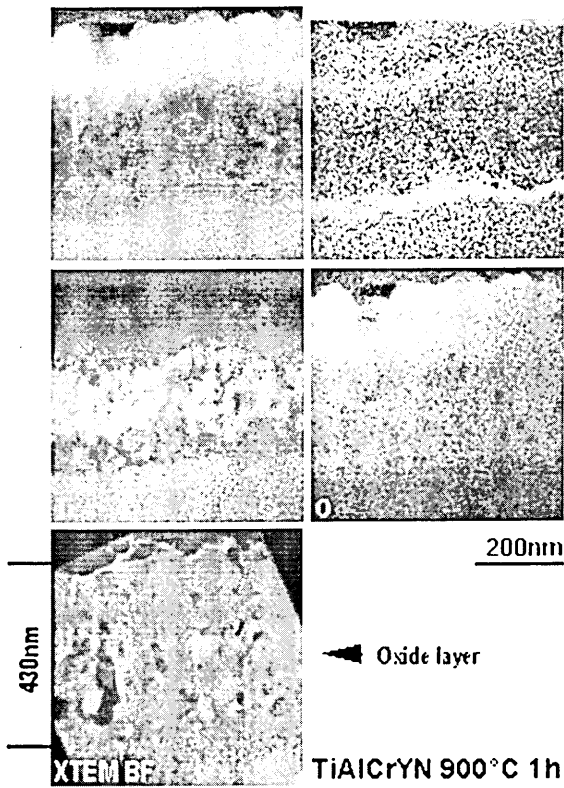 O
200nm
430nm
Oxide layer
XTEM BF
TiAlCrYN 900°C 1h